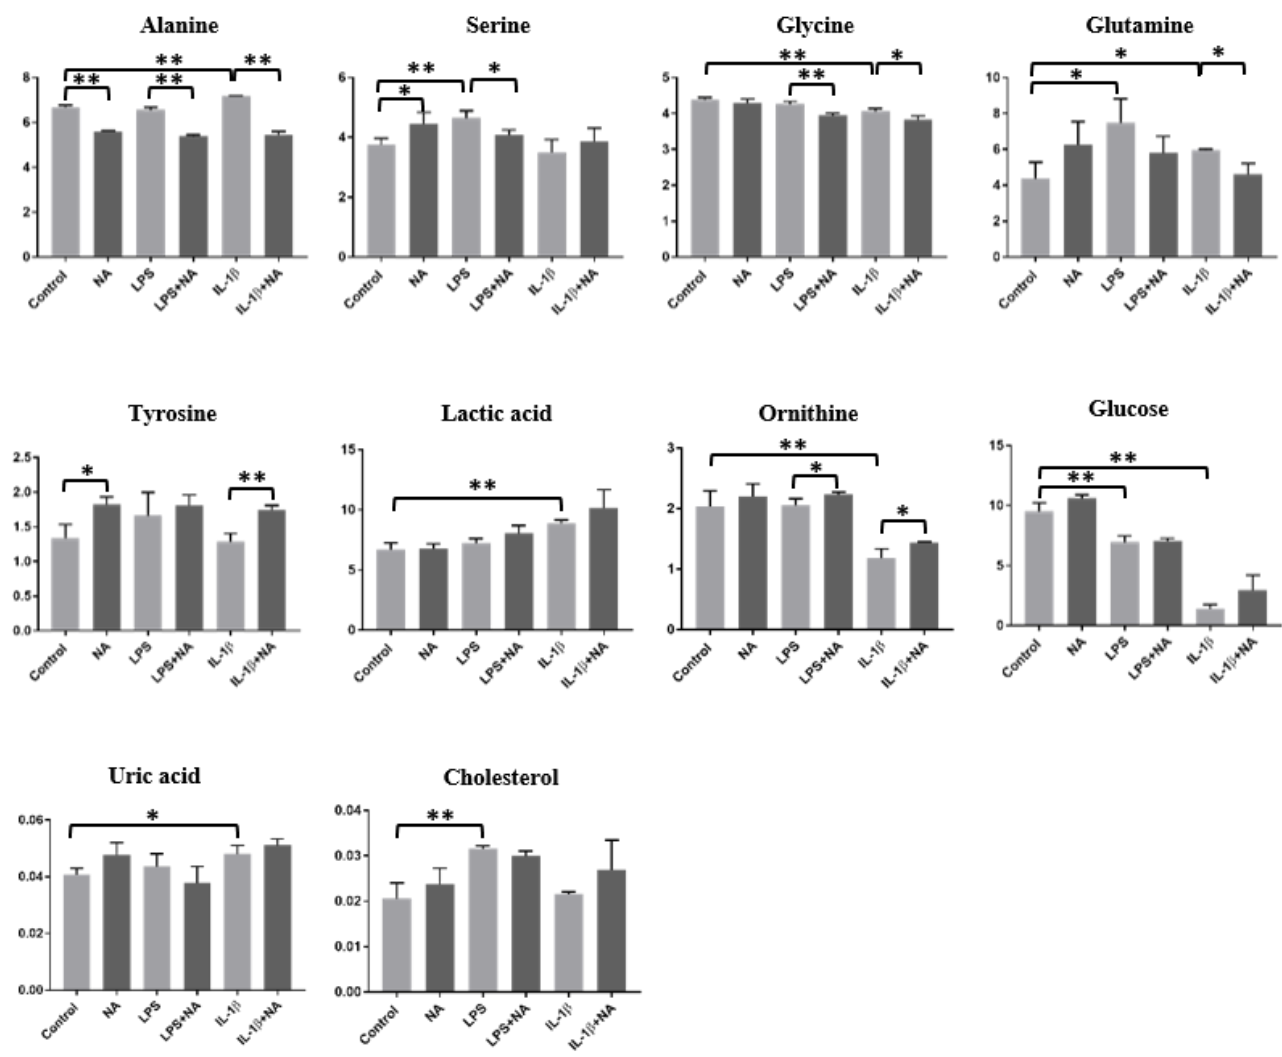 Alanine
Serine
Glycine
Glutamine
** ** ** **
** * *
** ** *
* * *
8 6 4 2 0
6 4 2 0
5 4 3 2 1 0
10 8 6 4 2 0
Control NA LPS LPS+NA IL-1β IL-1β+NA
Control NA LPS LPS+NA IL-1β IL-1β+NA
Control NA LPS LPS+NA IL-1β IL-1β+NA
Control NA LPS LPS+NA IL-1β IL-1β+NA
Tyrosine
Lactic acid
Ornithine
Glucose
* **
**
** * *
** **
2.5 2.0 1.5 1.0 0.5 0.0
15 10 5 0
3 2 1 0
15 10 5 0
Control NA LPS LPS+NA IL-1β IL-1β+NA
Control NA LPS LPS+NA IL-1β IL-1β+NA
Control NA LPS LPS+NA IL-1β IL-1β+NA
Control NA LPS LPS+NA IL-1β IL-1β+NA
Uric acid
Cholesterol
*
**
0.06 0.04 0.02 0.00
0.04 0.03 0.02 0.01 0.00
Control NA LPS LPS+NA IL-1β IL-1β+NA
Control NA LPS LPS+NA IL-1β IL-1β+NA